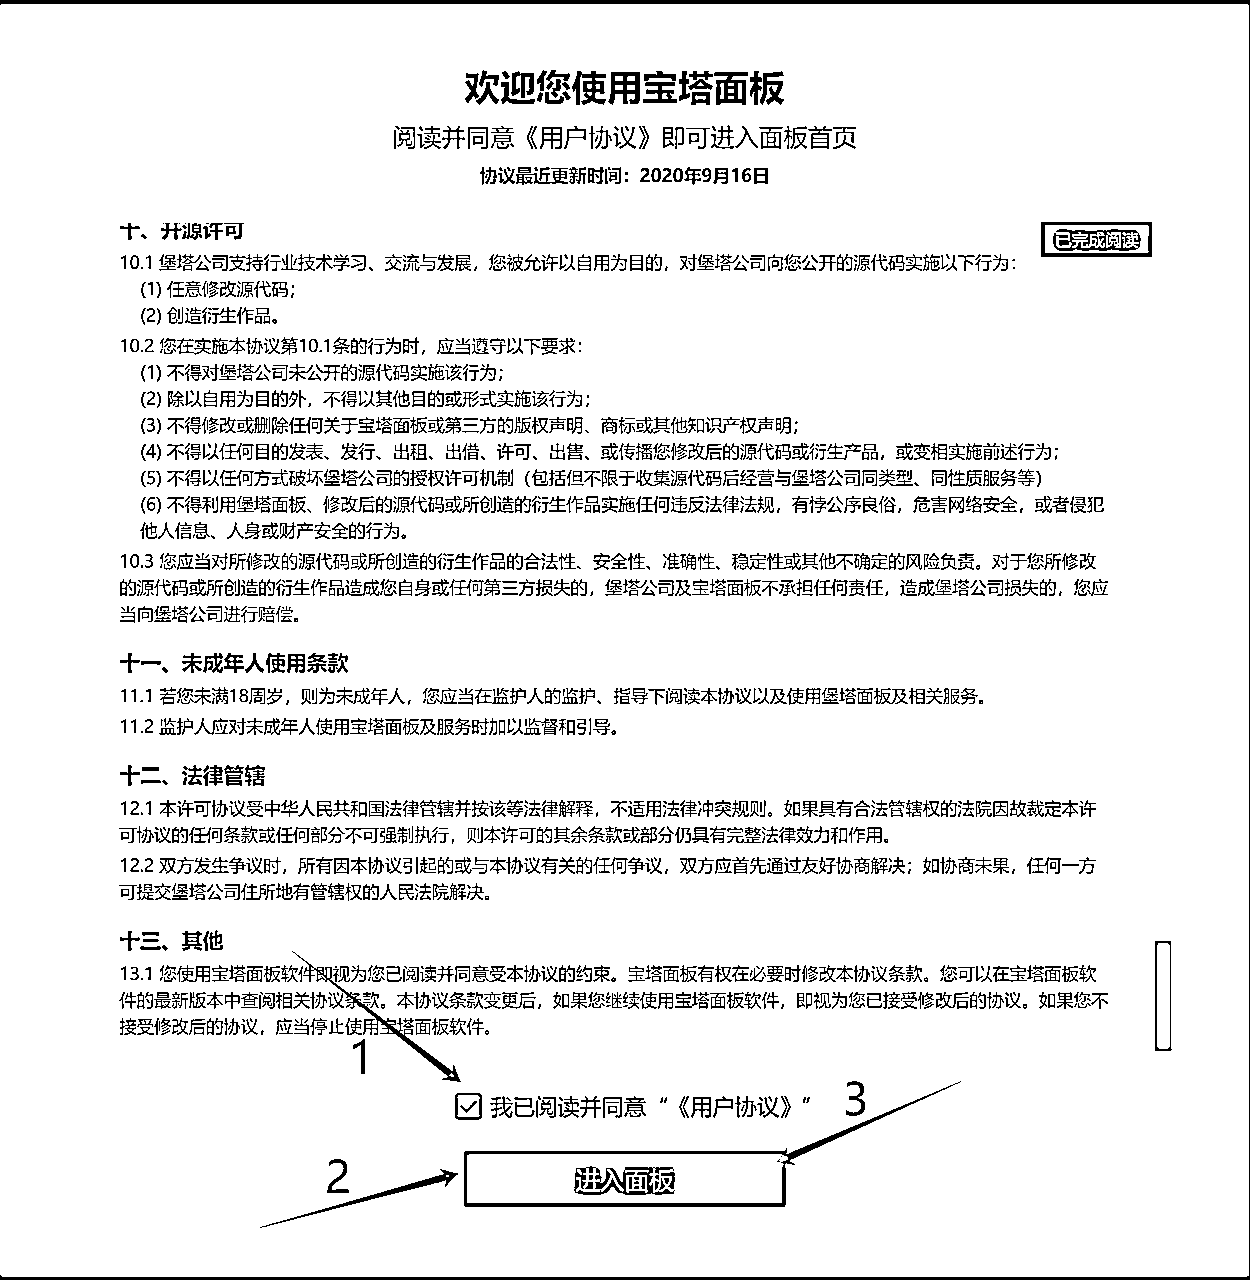 欢迎您使用宝塔面板
阅读并同意《用户协议》即可进入面板首页
协议最近更新时间：2020年9月16日
十、开源许可
已完成阅读
10.1 堡塔公司支持行业技术学习、交流与发展，您被允许以自用为目的，对堡塔公司向您公开的源代码实施以下行为：
(1) 任意修改源代码；
(2) 创造衍生作品。
10.2 您在实施本协议第10.1条的行为时，应当遵守以下要求：
(1) 不得对堡塔公司未公开的源代码实施该行为；
(2) 除以自用为目的外，不得以其他目的或形式实施该行为；
(3) 不得修改或删除任何关于宝塔面板或第三方的版权声明、商标或其他知识产权声明；
(4) 不得以任何目的发表、发行、出租、出借、许可、出售、或传播您修改后的源代码或衍生产品，或变相实施前述行为；
(5) 不得以任何方式破坏堡塔公司的授权许可机制（包括但不限于收集源代码后经营与堡塔公司同类型、同性质服务等）
(6) 不得利用堡塔面板、修改后的源代码或所创造的衍生作品实施任何违反法律法规，有悖公序良俗，危害网络安全，或者侵犯
他人信息、人身或财产安全的行为。
10.3 您应当对所修改的源代码或所创造的衍生作品的合法性、安全性、准确性、稳定性或其他不确定的风险负责。对于您所修改
的源代码或所创造的衍生作品造成您自身或任何第三方损失的，堡塔公司及宝塔面板不承担任何责任，造成堡塔公司损失的，您应
当向堡塔公司进行赔偿。
十一、未成年人使用条款
11.1 若您未满18周岁，则为未成年人，您应当在监护人的监护、指导下阅读本协议以及使用堡塔面板及相关服务。
11.2 监护人应对未成年人使用宝塔面板及服务时加以监督和引导。
十二、法律管辖
12.1 本许可协议受中华人民共和国法律管辖并按该等法律解释，不适用法律冲突规则。如果具有合法管辖权的法院因故裁定本许
可协议的任何条款或任何部分不可强制执行，则本许可的其余条款或部分仍具有完整法律效力和作用。
12.2 双方发生争议时，所有因本协议引起的或与本协议有关的任何争议，双方应首先通过友好协商解决；如协商未果，任何一方
可提交堡塔公司住所地有管辖权的人民法院解决。
十三、其他
13.1 您使用宝塔面板软件即视为您已阅读并同意受本协议的约束。宝塔面板有权在必要时修改本协议条款。您可以在宝塔面板软
件的最新版本中查阅相关协议条款。本协议条款变更后，如果您继续使用宝塔面板软件，即视为您已接受修改后的协议。如果您不
接受修改后的协议，应当停止使用宝塔面板软件。
1
我已阅读并同意“《用户协议》”
3
2
进入面板